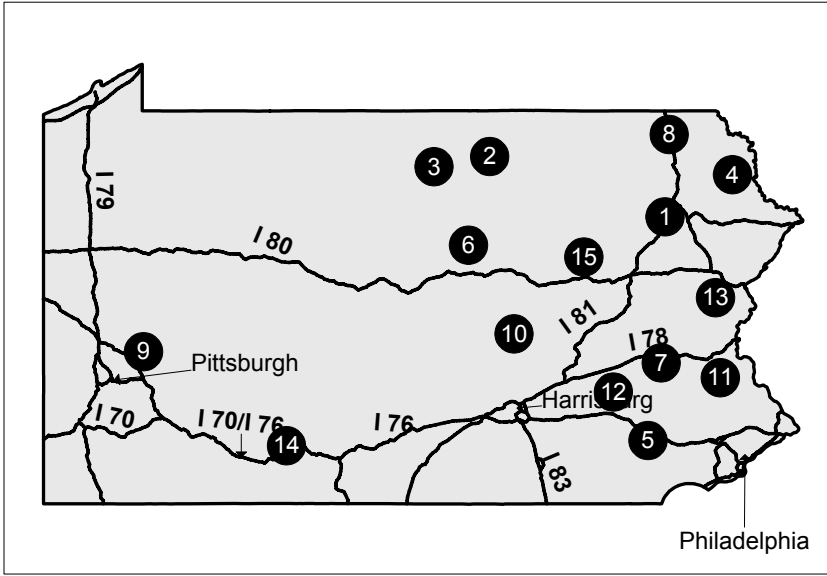 8
2
3
4
I 79
1
I 80
6
15
13
I 81
10
I 78
9
Pittsburgh
7
11
12
Harrisburg
I 70
I 70/I 76
I 76
14
5
I 83
Philadelphia